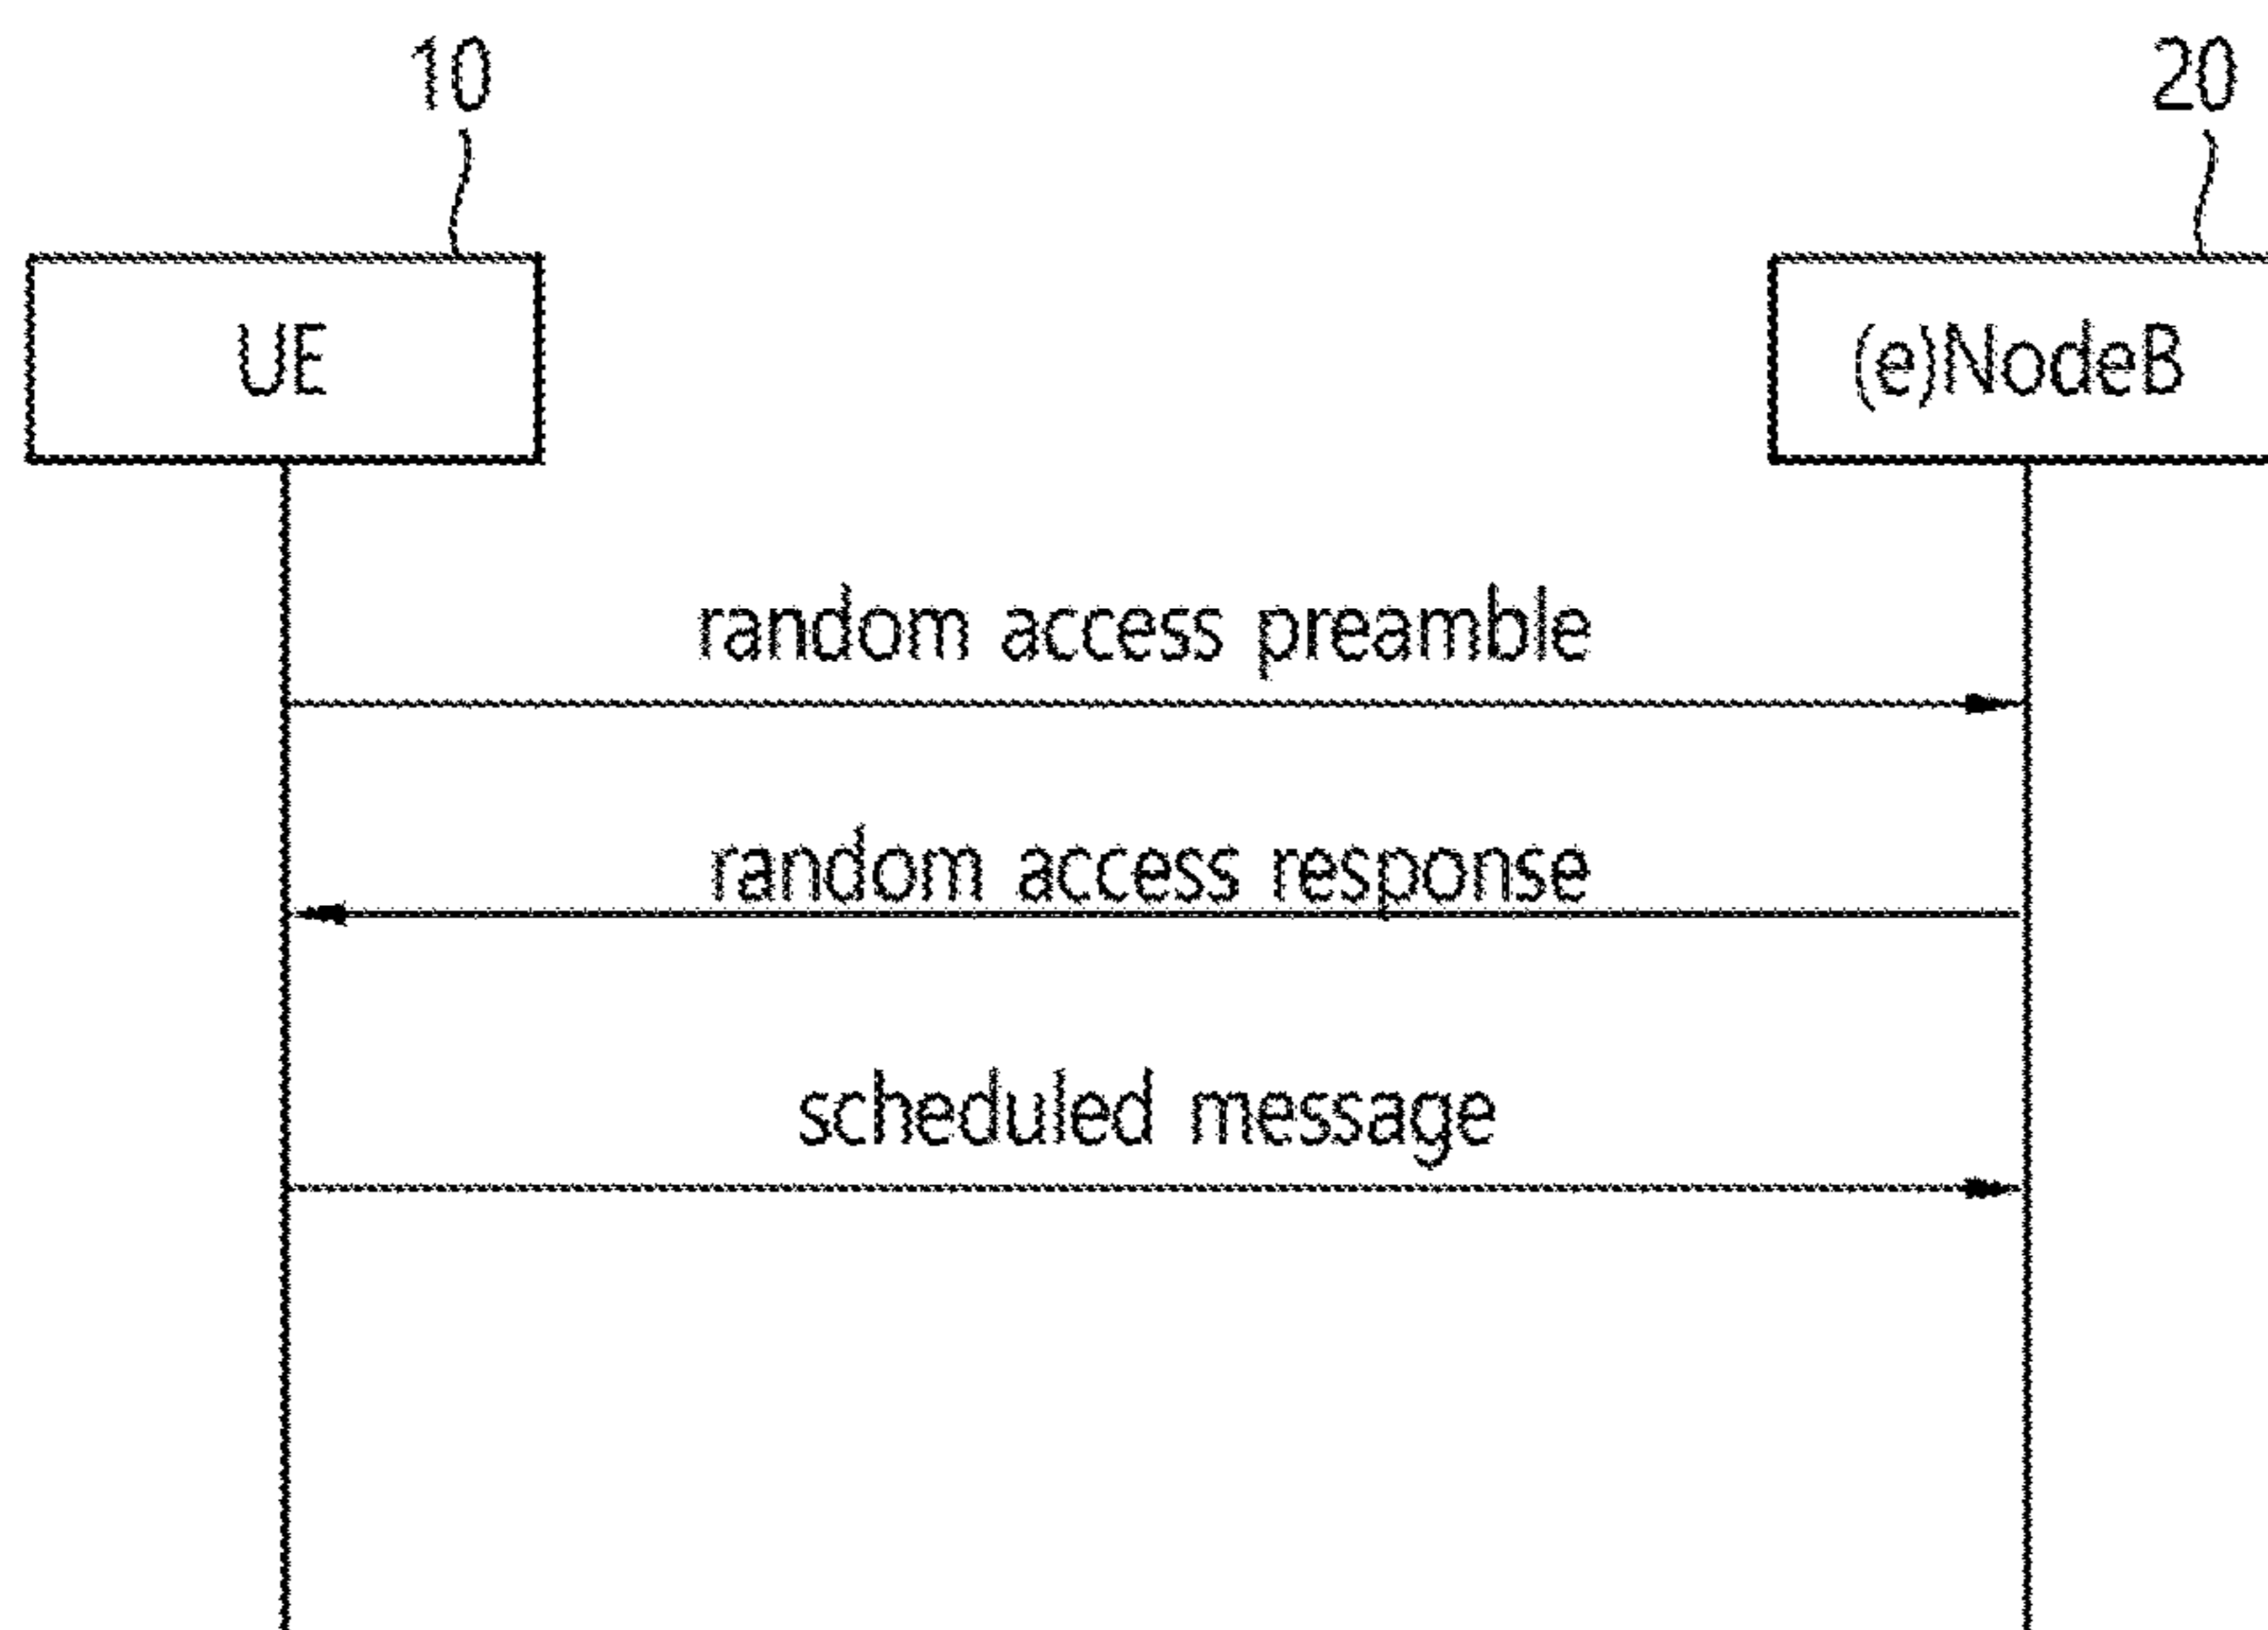 10
20
UE
(e)NodeB
random access preamble
random access response
scheduled message